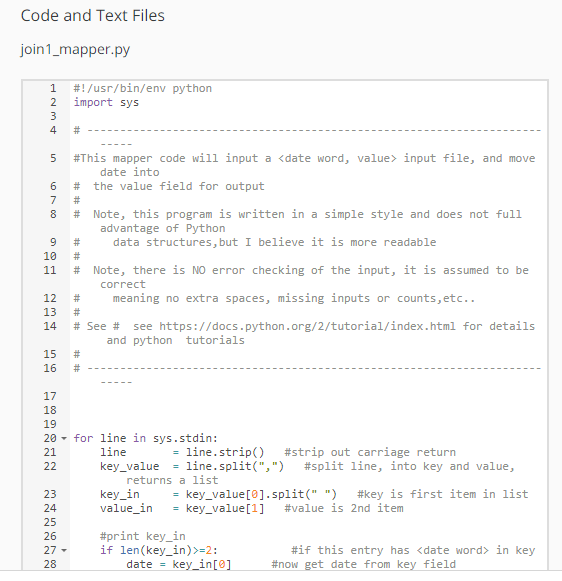 Code and Text Files
join1_mapper.py
1 #!/usr/bin/env python
2 import sys
3
4 # ---------------------------------------------------------------------
-----
5 #This mapper code will input a <date word, value> input file, and move
date into
6 #  the value field for output
7 #
8 #  Note, this program is written in a simple style and does not full
advantage of Python
9 #     data structures,but I believe it is more readable
10 #
11 #  Note, there is NO error checking of the input, it is assumed to be
correct
12 #     meaning no extra spaces, missing inputs or counts,etc..
13 #
14 # See #  see https://docs.python.org/2/tutorial/index.html for details
and python  tutorials
15 #
16 # ---------------------------------------------------------------------
-----
17
18
19
20 for line in sys.stdin:
21     line       = line.strip()   #strip out carriage return
22     key_value  = line.split(",")   #split line, into key and value,
returns a list
23     key_in     = key_value[0].split(" ")   #key is first item in list
24     value_in   = key_value[1]   #value is 2nd item
25
26     #print key_in
27     if len(key_in)>=2:           #if this entry has <date word> in key
28         date = key_in[0]      #now get date from key field